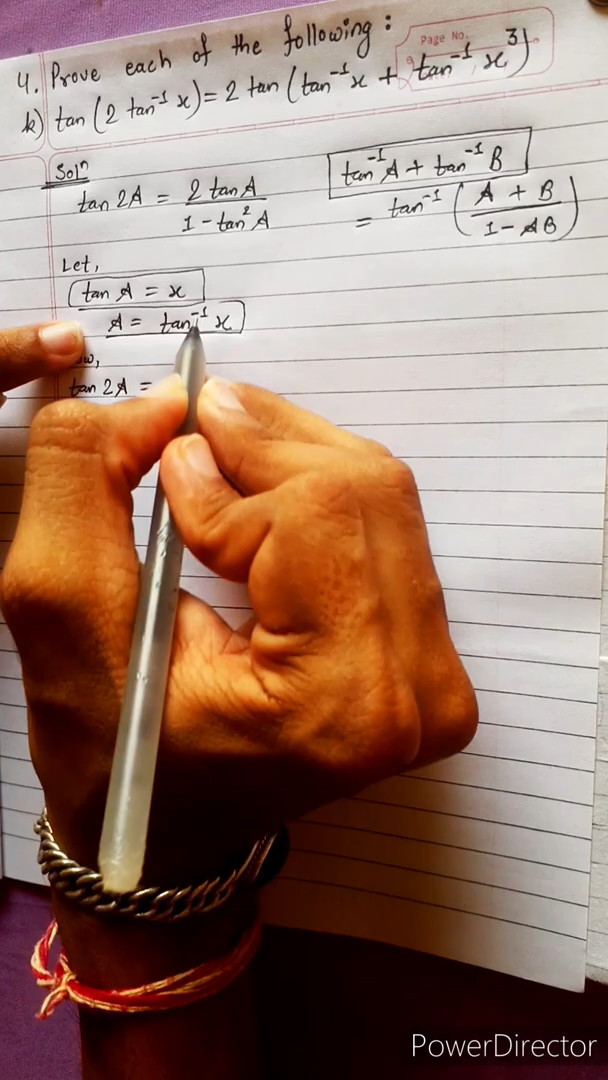 Page No.
4. Prove each of the following:
k) tan (2 tan⁻¹ x) = 2 tan (tan⁻¹ x + tan⁻¹ x³)
Solⁿ
tan 2A = 2 tan A / 1 - tan² A
Let,
tan A = x
A = tan⁻¹ x
tan 2A =
tan⁻¹ A + tan⁻¹ B
= tan⁻¹ (A + B / 1 - AB)
PowerDirector